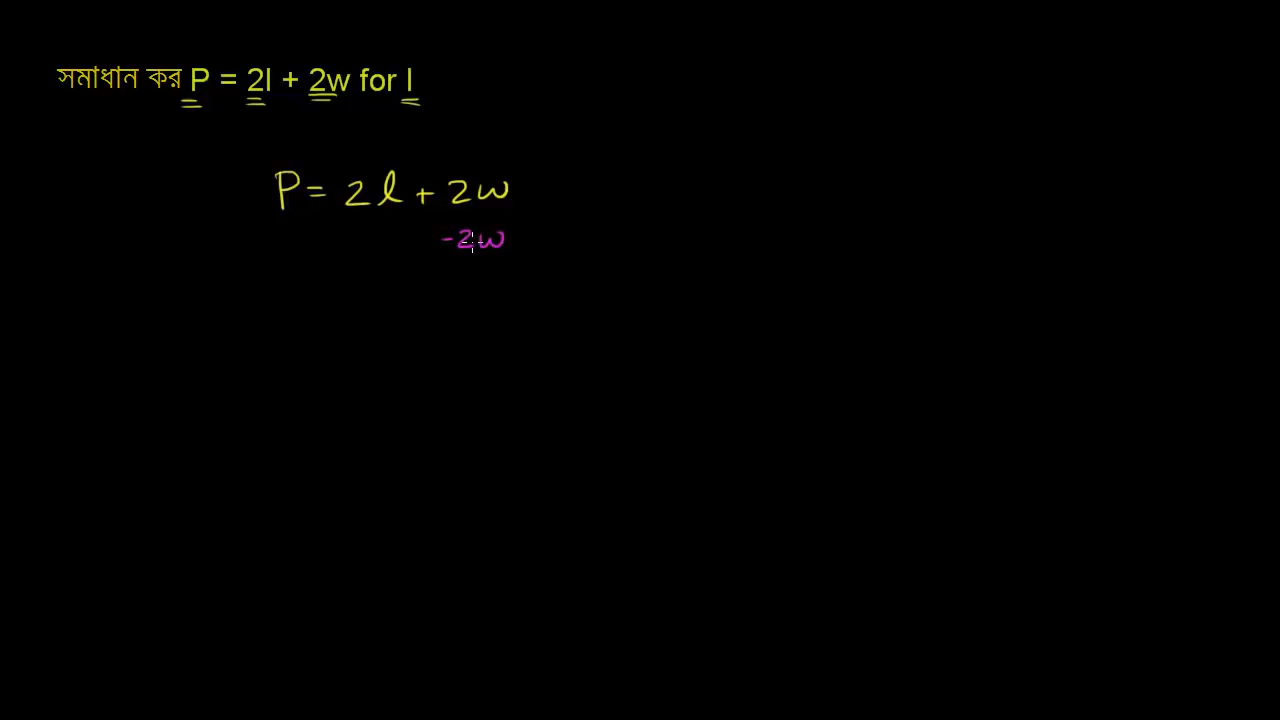 সমাধান কর P = 2l + 2w for l
P = 2l + 2w
-2w